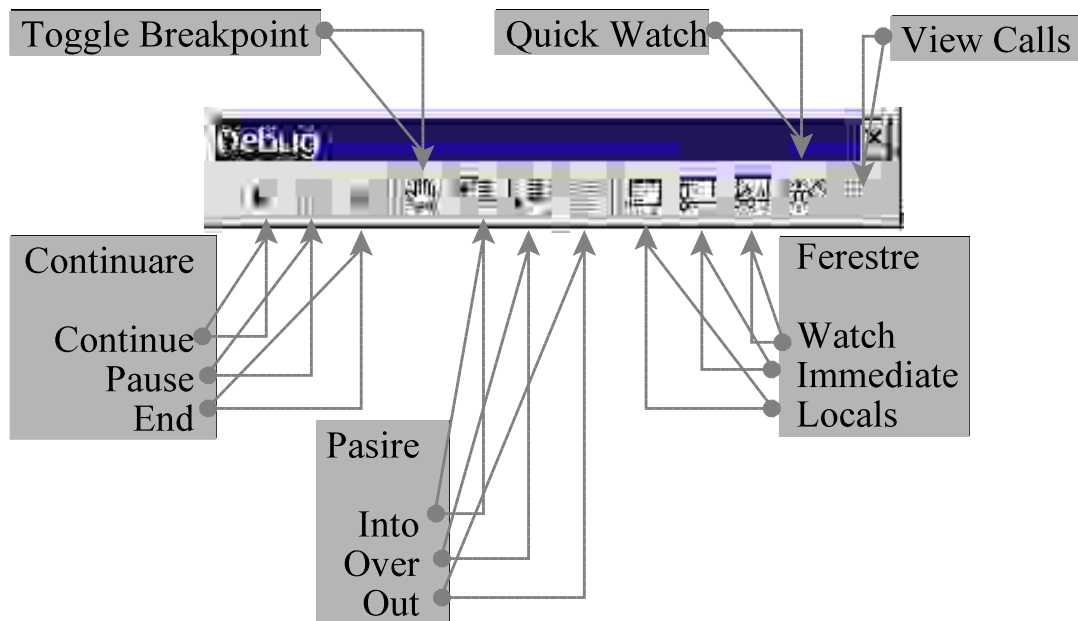 Toggle Breakpoint
Quick Watch
View Calls
Debug
Continuare
Continue
Pause
End
Pasire
Into
Over
Out
Ferestre
Watch
Immediate
Locals